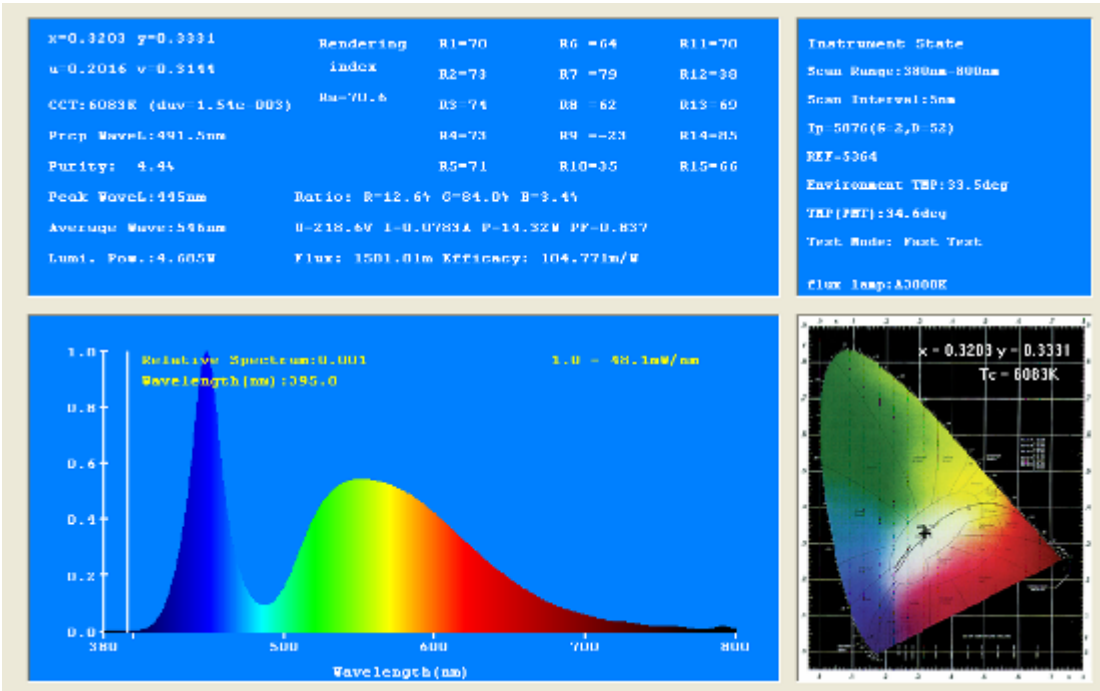 x=0.3203 y=0.3331
u=0.2016 v=0.3144
CCT:6083K (duv=1.54e-003)
Prcp WaveL:491.5nm
Purity: 4.4%
Peak WaveL:445nm
Average Wave:546nm
Lumi. Pow.:4.685W
Rendering
index
Ra=70.6
R1=70 R6 =64 R11=70
R2=73 R7 =79 R12=38
R3=74 R8 =62 R13=69
R4=73 R9 =-23 R14=85
R5=71 R10=35 R15=66
Ratio: R=12.6% G=84.0% B=3.4%
U=218.6V I=0.0783A P=14.32W PF=0.837
Flux: 1501.0lm Efficacy: 104.77lm/W
Instrument State
Scan Range:380nm-800nm
Scan Interval:5nm
Ip=5076(G=2,D=52)
REF=5364
Environment TMP:33.5deg
TMP(PMT):34.6deg
Test Mode: Fast Test
flux lamp:A3000K
Relative Spectrum:0.001
1.0 = 48.1mW/nm
Wavelength(nm):395.0
1.0
0.8
0.6
0.4
0.2
0.0
380 500 600 700 800
Wavelength(nm)
x = 0.3203 y = 0.3331
Tc = 6083K